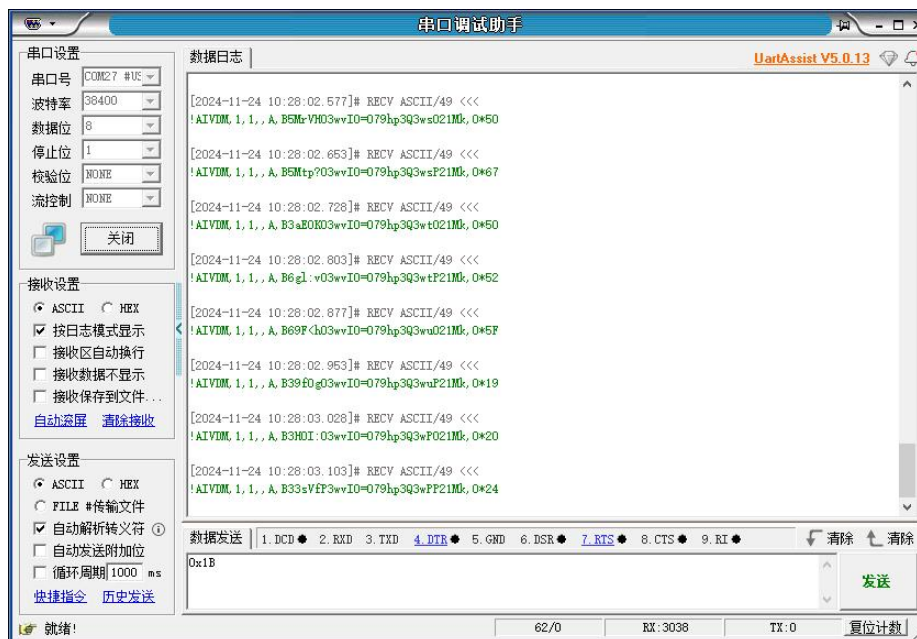 串口调试助手
串口设置
串口号 COM27 #US
波特率 38400
数据位 8
停止位 1
校验位 NONE
流控制 NONE
关闭
接收设置
ASCII HEX
按日志模式显示
接收区自动换行
接收数据不显示
接收保存到文件...
自动滚屏 清除接收
发送设置
ASCII HEX
FILE #传输文件
自动解析转义符
自动发送附加位
循环周期 1000 ms
快捷指令 历史发送
数据日志 UartAssist V5.0.13
[2024-11-24 10:28:02.577]# RECV ASCII/49 <<<
!AIVDM,1,1,,A,B5MrVH03wvI0=079hp3Q3ws021Mk,0*50
[2024-11-24 10:28:02.653]# RECV ASCII/49 <<<
!AIVDM,1,1,,A,B5Mtp?03wvI0=079hp3Q3wsP21Mk,0*67
[2024-11-24 10:28:02.728]# RECV ASCII/49 <<<
!AIVDM,1,1,,A,B3aE0K03wvI0=079hp3Q3wt021Mk,0*50
[2024-11-24 10:28:02.803]# RECV ASCII/49 <<<
!AIVDM,1,1,,A,B6gl:v03wvI0=079hp3Q3wtP21Mk,0*52
[2024-11-24 10:28:02.877]# RECV ASCII/49 <<<
!AIVDM,1,1,,A,B69F<h03wvI0=079hp3Q3wu021Mk,0*5F
[2024-11-24 10:28:02.953]# RECV ASCII/49 <<<
!AIVDM,1,1,,A,B39f0g03wvI0=079hp3Q3wuP21Mk,0*19
[2024-11-24 10:28:03.028]# RECV ASCII/49 <<<
!AIVDM,1,1,,A,B3H0I:03wvI0=079hp3Q3wP021Mk,0*20
[2024-11-24 10:28:03.103]# RECV ASCII/49 <<<
!AIVDM,1,1,,A,B33sVfP3wvI0=079hp3Q3wPP21Mk,0*24
数据发送 1.DCD 2.RXD 3.TXD 4.DTR 5.GND 6.DSR 7.RTS 8.CTS 9.RI 清除 清除
0x1B
发送
就绪! 62/0 RX:3038 TX:0 复位计数